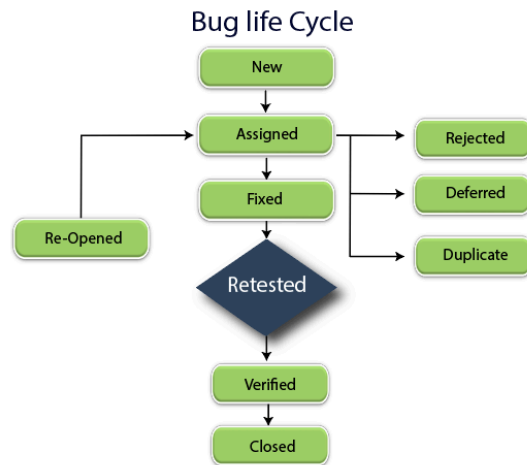 Bug life Cycle
New
Assigned
Rejected
Fixed
Deferred
Re-Opened
Duplicate
Retested
Verified
Closed